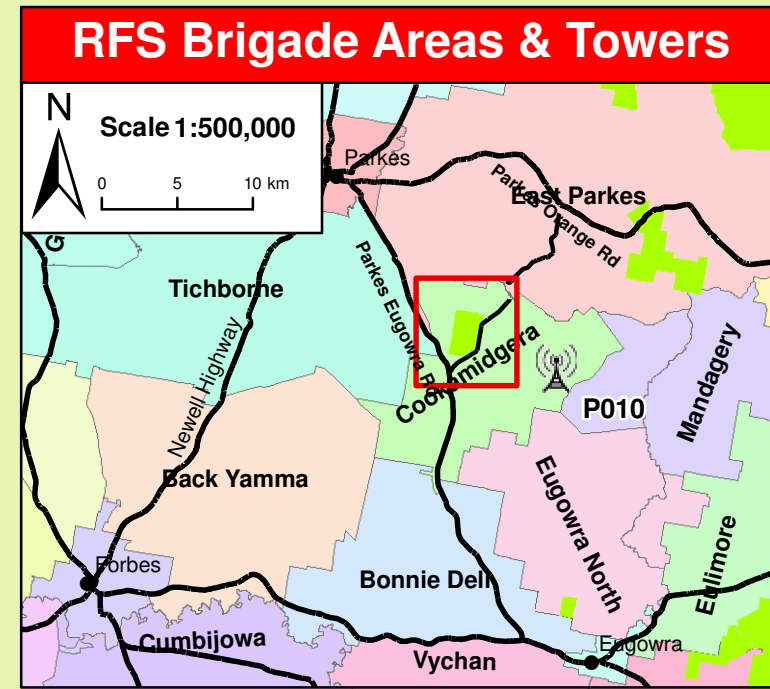 RFS Brigade Areas & Towers
N
Scale 1:500,000
0 5 10 km
Parkes
East Parkes
Parkes Orange Rd
G
Tichborne
Parkes Eugowra Rd
Newell Highway
Cookamidgera
Mandagery
P010
Back Yamma
Eugowra North
Eulimore
Forbes
Bonnie Dell
Cumbijowa
Vychan
Eugowra